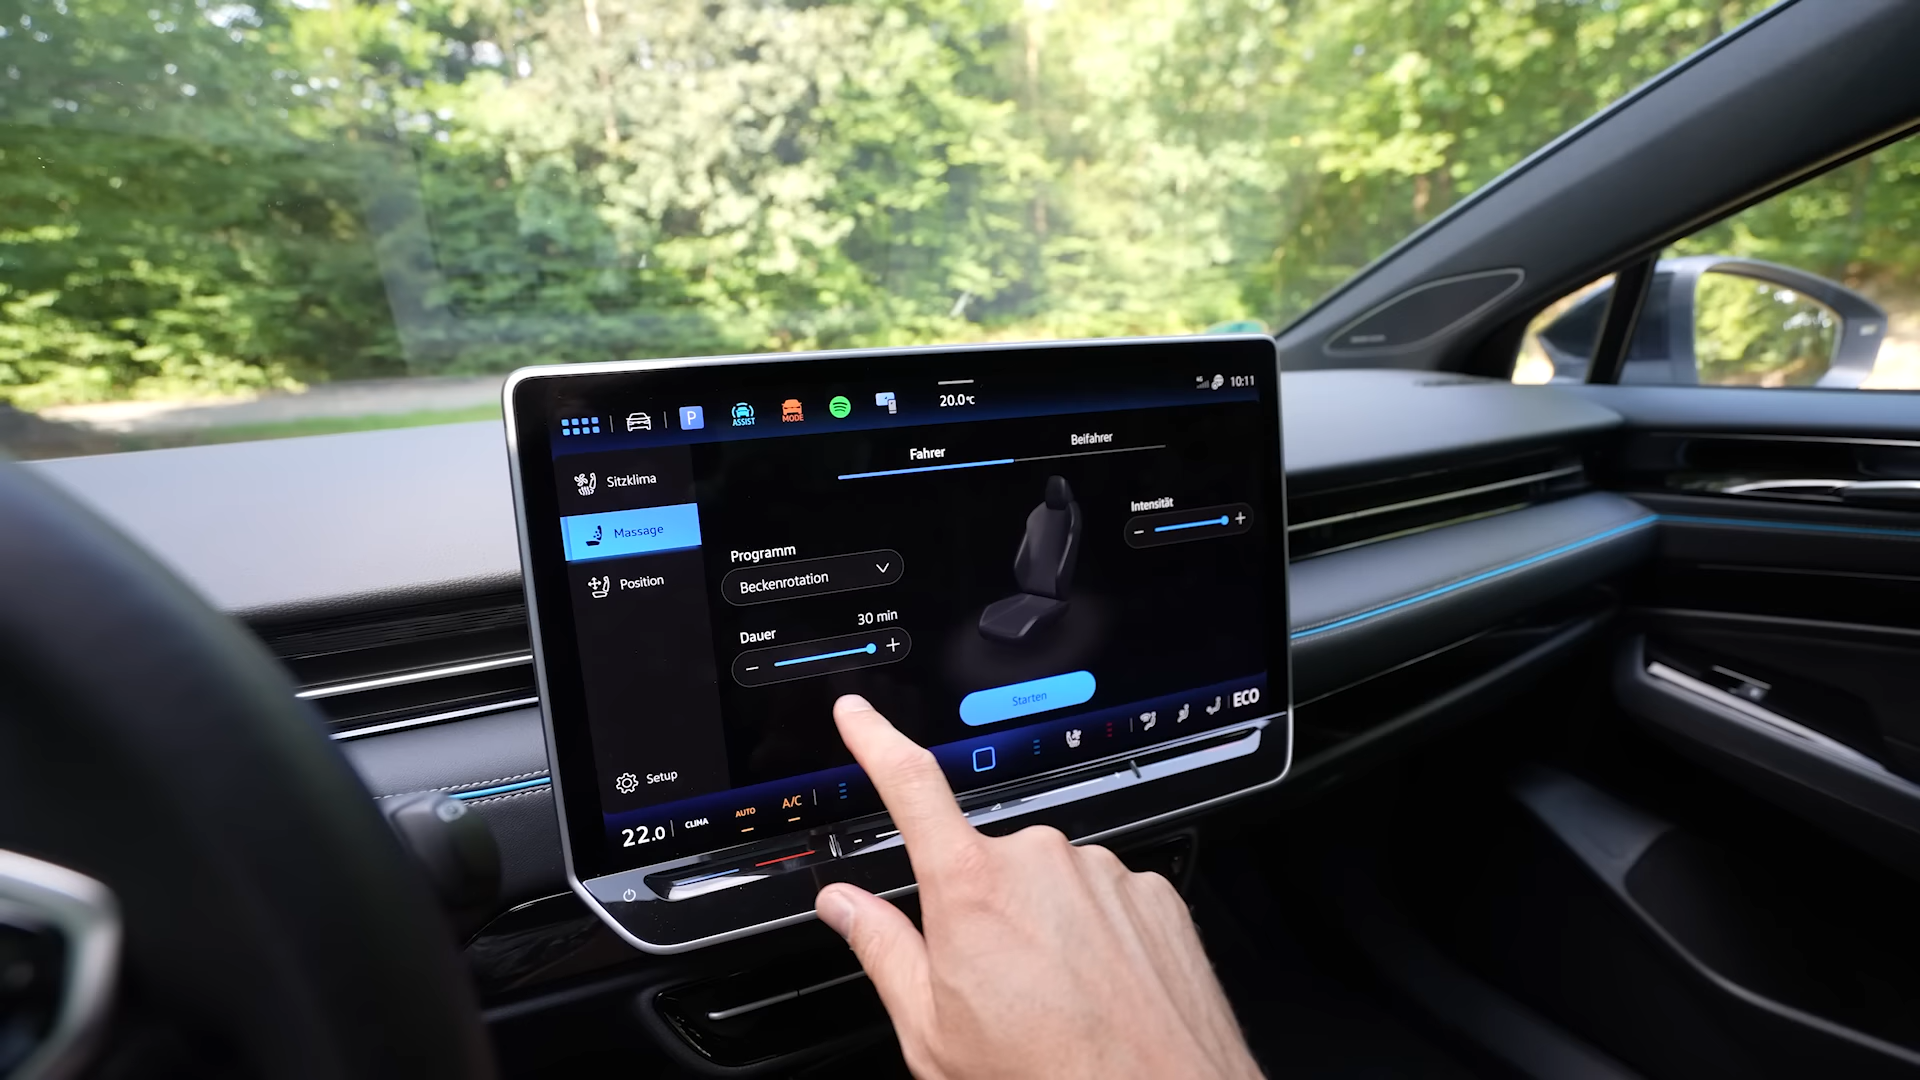 P
ASSIST
MODE
20.0°C
4G
10:11
Fahrer
Beifahrer
Sitzklima
Massage
Position
Setup
Programm
Beckenrotation
Dauer
30 min
Intensität
Starten
22.0
CLIMA
AUTO
A/C
ECO